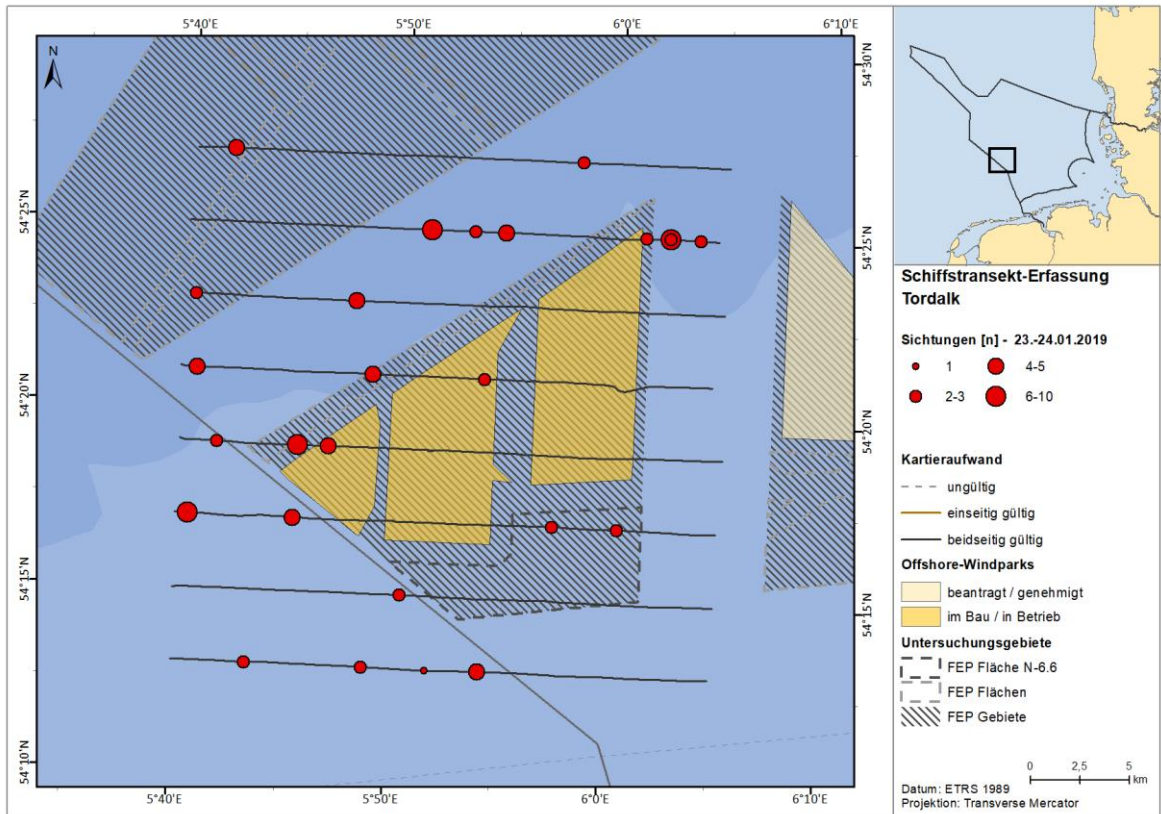 5°40'E 5°50'E 6°0'E 6°10'E
N
54°30'N
54°25'N
54°25'N
54°20'N
54°20'N
54°15'N
54°15'N
54°10'N
5°40'E 5°50'E 6°0'E 6°10'E
Schiffstransekt-Erfassung
Tordalk
Sichtungen [n] - 23.-24.01.2019
1 4-5
2-3 6-10
Kartieraufwand
ungültig
einseitig gültig
beidseitig gültig
Offshore-Windparks
beantragt / genehmigt
im Bau / in Betrieb
Untersuchungsgebiete
FEP Fläche N-6.6
FEP Flächen
FEP Gebiete
0 2,5 5
km
Datum: ETRS 1989
Projektion: Transverse Mercator